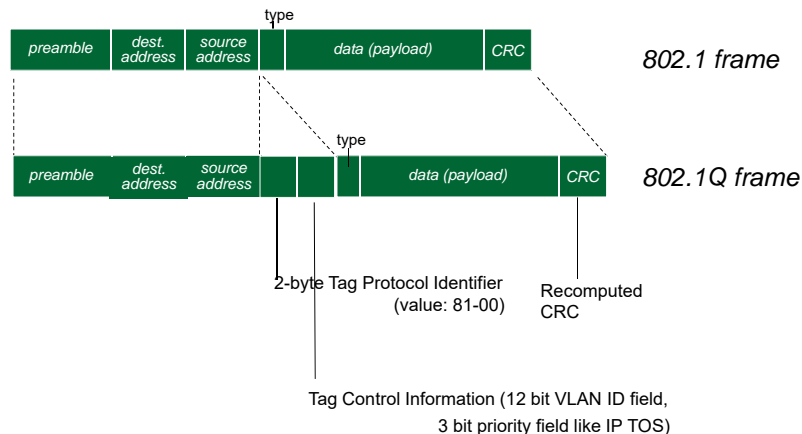 type
preamble
dest.
address
source
address
data (payload)
CRC
802.1 frame
type
preamble
dest.
address
source
address
data (payload)
CRC
802.1Q frame
2-byte Tag Protocol Identifier
(value: 81-00)
Recomputed
CRC
Tag Control Information (12 bit VLAN ID field,
3 bit priority field like IP TOS)